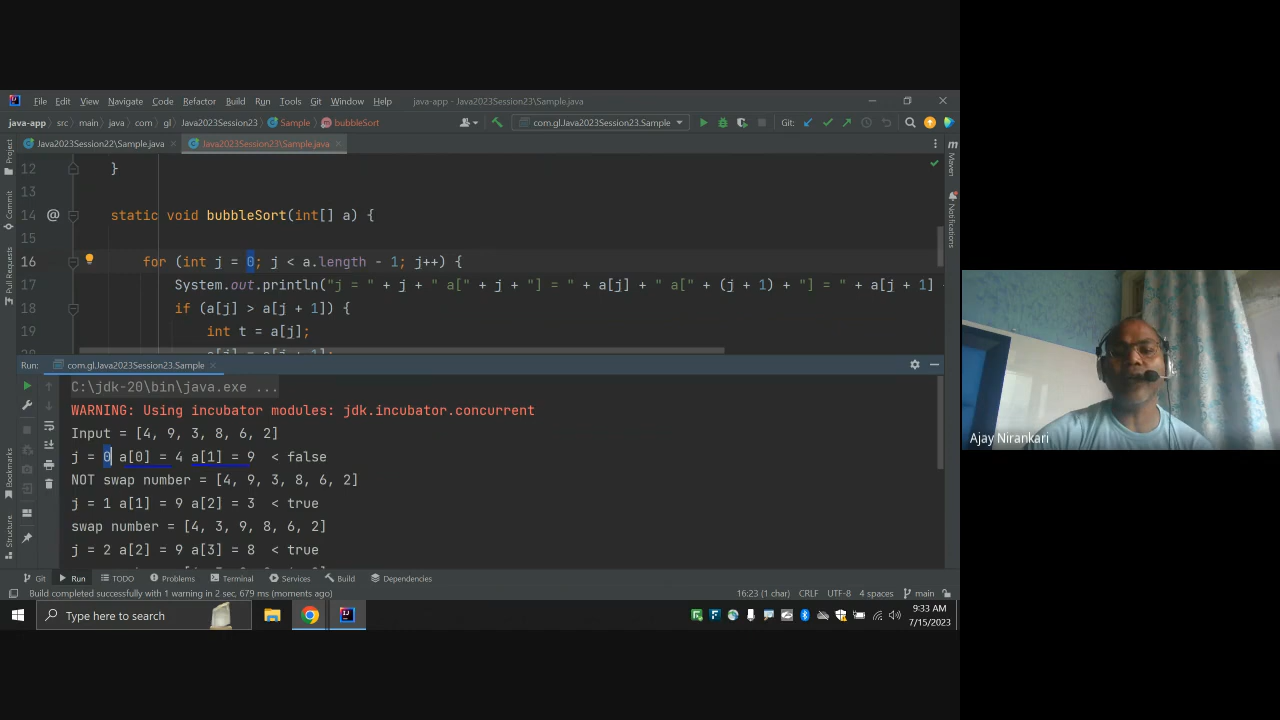 File Edit View Navigate Code Refactor Build Run Tools Git Window Help java-app - Java2023Session23\Sample.java
java-app src main java com gl Java2023Session23 Sample bubbleSort com.gl.Java2023Session23.Sample Git:
Java2023Session22\Sample.java Java2023Session23\Sample.java
Project
Commit
Pull Requests
Bookmarks
Structure
Maven
Notifications
12 }
13
14 @ static void bubbleSort(int[] a) {
15
16 for (int j = 0; j < a.length - 1; j++) {
17 System.out.println("j = " + j + " a[" + j + "] = " + a[j] + " a[" + (j + 1) + "] = " + a[j + 1] +
18 if (a[j] > a[j + 1]) {
19 int t = a[j];
Run: com.gl.Java2023Session23.Sample
C:\jdk-20\bin\java.exe ...
WARNING: Using incubator modules: jdk.incubator.concurrent
Input = [4, 9, 3, 8, 6, 2]
j = 0 a[0] = 4 a[1] = 9 < false
NOT swap number = [4, 9, 3, 8, 6, 2]
j = 1 a[1] = 9 a[2] = 3 < true
swap number = [4, 3, 9, 8, 6, 2]
j = 2 a[2] = 9 a[3] = 8 < true
Git Run TODO Problems Terminal Services Build Dependencies
Build completed successfully with 1 warning in 2 sec, 679 ms (moments ago) 16:23 (1 char) CRLF UTF-8 4 spaces main
Type here to search
9:33 AM
7/15/2023
Ajay Nirankari